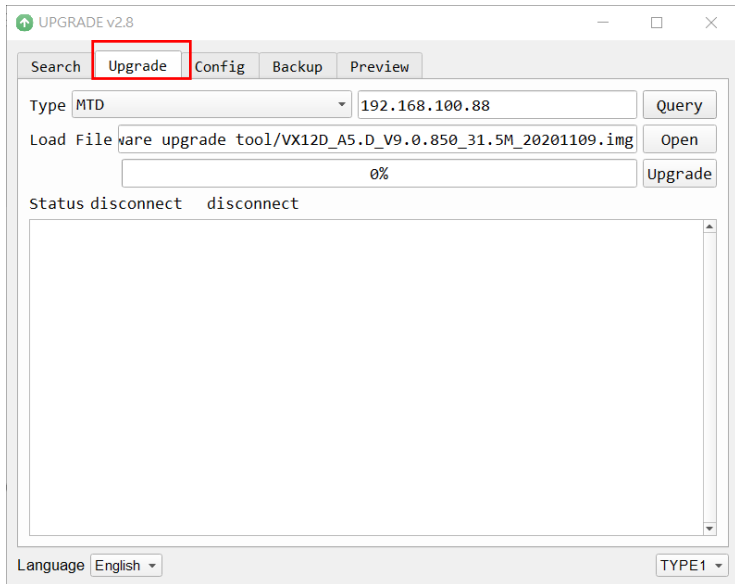 UPGRADE v2.8
Search Upgrade Config Backup Preview
Type MTD 192.168.100.88 Query
Load File ware upgrade tool/VX12D_A5.D_V9.0.850_31.5M_20201109.img Open
0% Upgrade
Status disconnect disconnect
Language English TYPE1